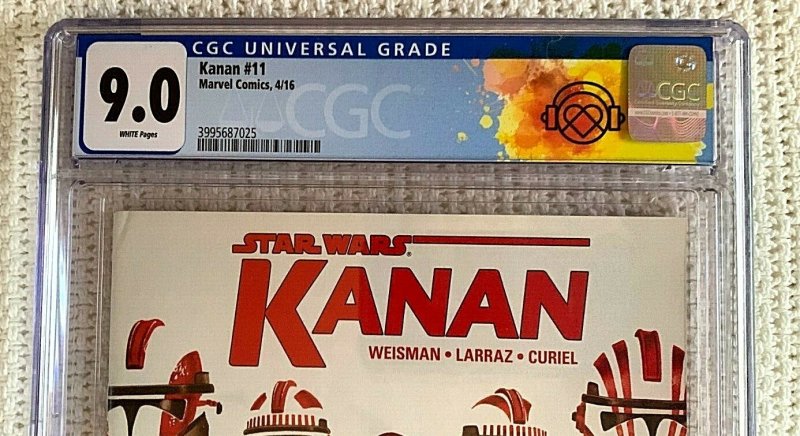 CGC UNIVERSAL GRADE
9.0
WHITE Pages
Kanan #11
Marvel Comics, 4/16
CGC
3995687025
CGC
STAR WARS®
KANAN
WEISMAN • LARRAZ • CURIEL